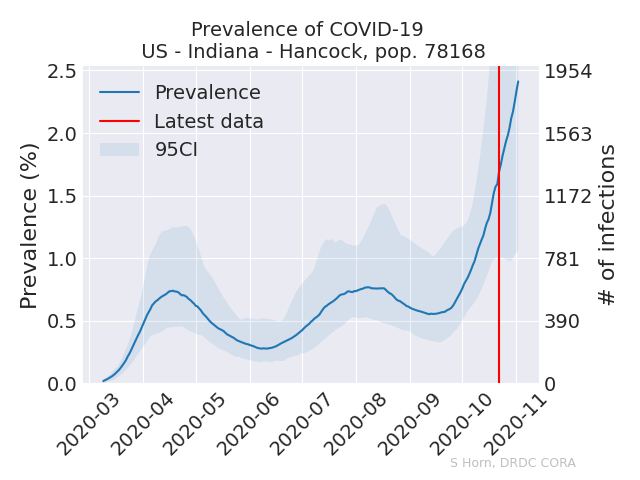 Prevalence of COVID-19
US - Indiana - Hancock, pop. 78168
Prevalence
Latest data
95CI
Prevalence (%)
2.5
2.0
1.5
1.0
0.5
0.0
1954
1563
1172
781
390
0
# of infections
2020-03
2020-04
2020-05
2020-06
2020-07
2020-08
2020-09
2020-10
2020-11
S Horn, DRDC CORA